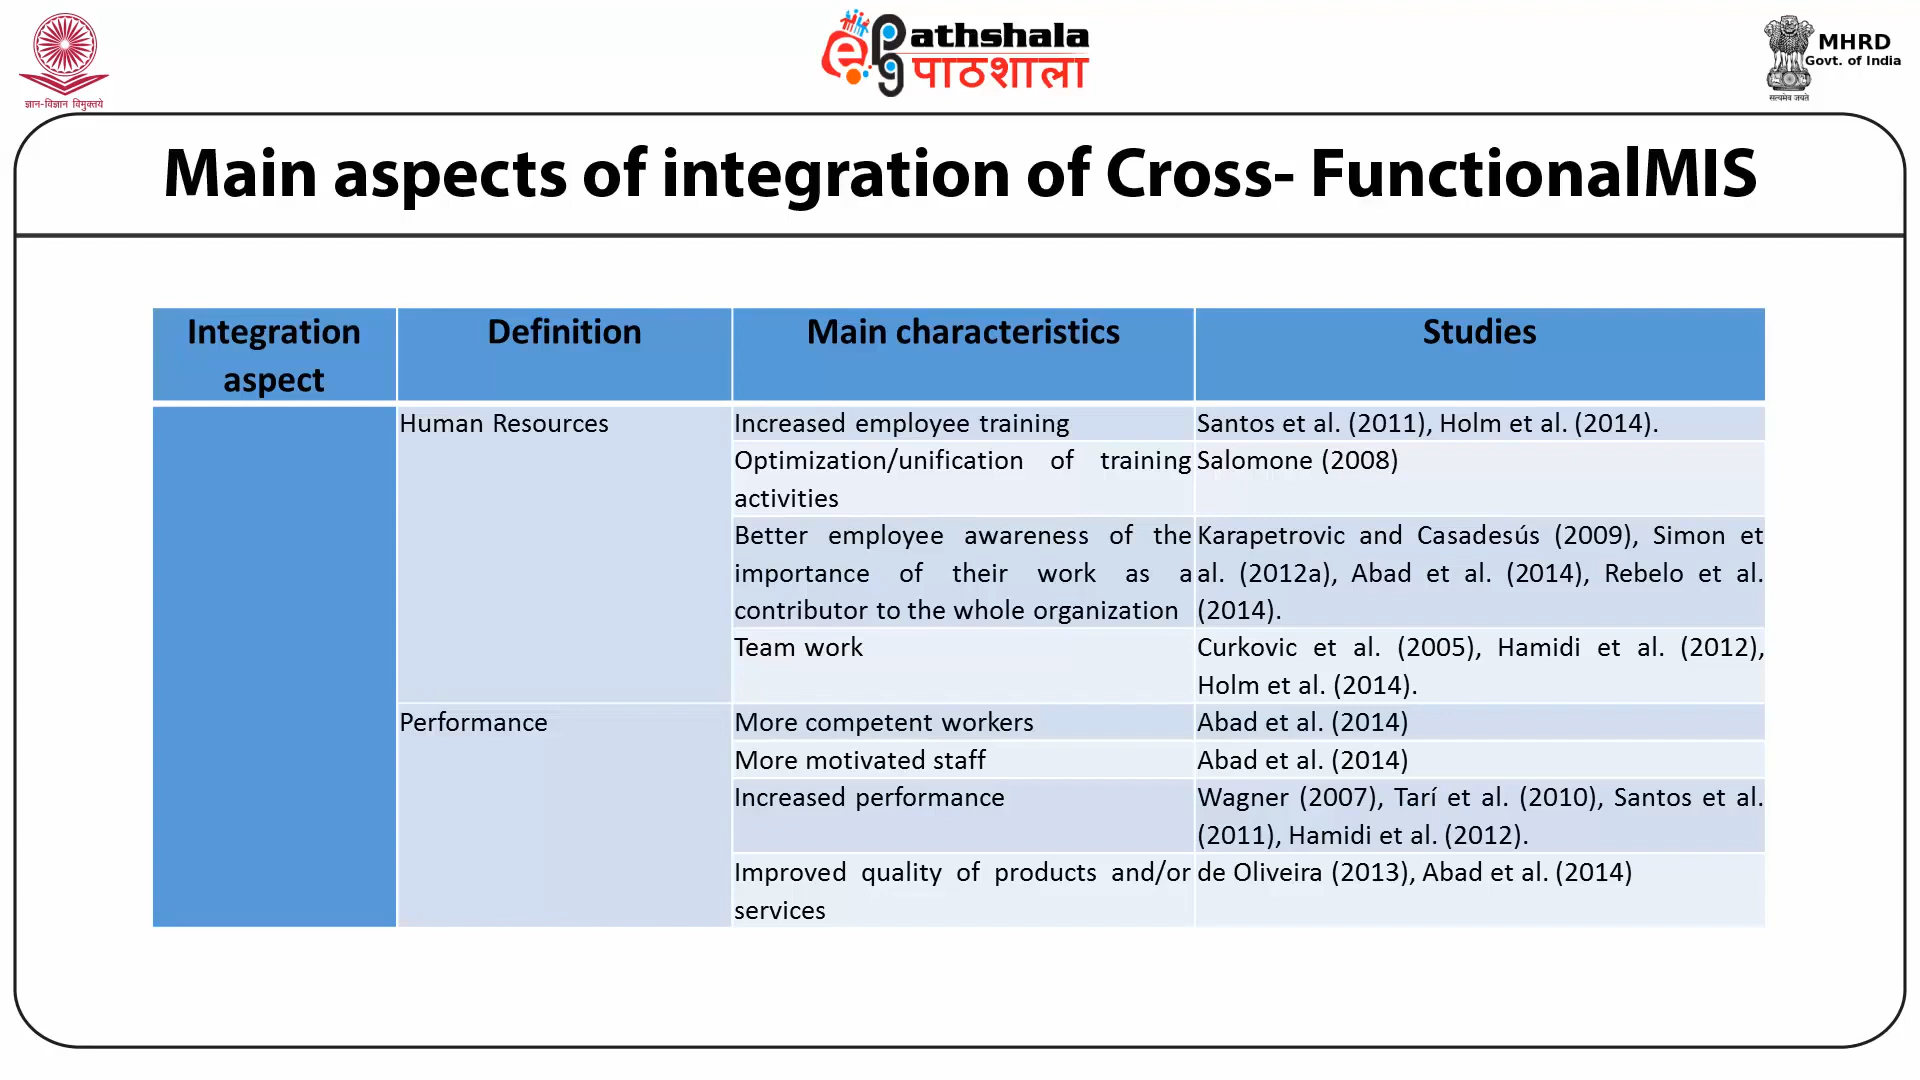 ज्ञान-विज्ञान विमुक्तये
ePathshala
पाठशाला
MHRD
Govt. of India
सत्यमेव जयते
Main aspects of integration of Cross- FunctionalMIS
Integration
aspect
Definition
Main characteristics
Studies
Human Resources
Increased employee training
Santos et al. (2011), Holm et al. (2014).
Optimization/unification of training
activities
Salomone (2008)
Better employee awareness of the
importance of their work as a
contributor to the whole organization
Karapetrovic and Casadesús (2009), Simon et
al. (2012a), Abad et al. (2014), Rebelo et al.
(2014).
Team work
Curkovic et al. (2005), Hamidi et al. (2012),
Holm et al. (2014).
Performance
More competent workers
Abad et al. (2014)
More motivated staff
Abad et al. (2014)
Increased performance
Wagner (2007), Tarí et al. (2010), Santos et al.
(2011), Hamidi et al. (2012).
Improved quality of products and/or
services
de Oliveira (2013), Abad et al. (2014)